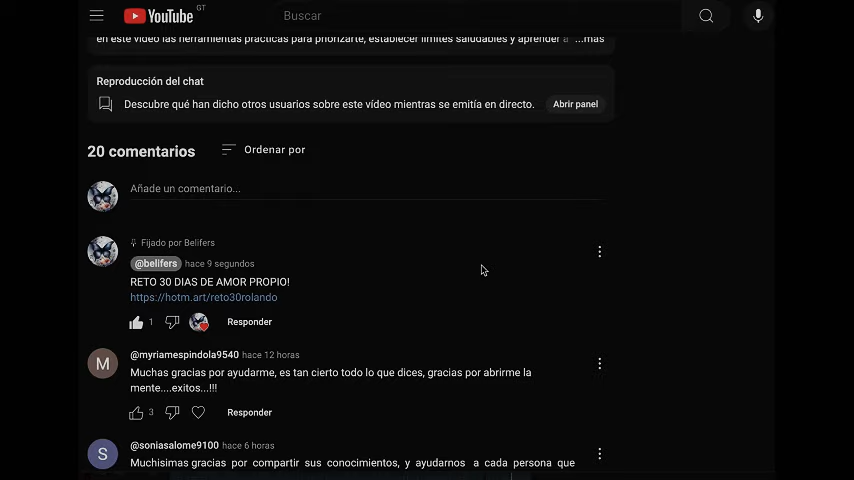 YouTube GT
Buscar
en este vídeo las herramientas prácticas para priorizarte, establecer límites saludables y aprender a ...más
Reproducción del chat
Descubre qué han dicho otros usuarios sobre este vídeo mientras se emitía en directo. Abrir panel
20 comentarios Ordenar por
Añade un comentario...
Fijado por Belifers
@belifers hace 9 segundos
RETO 30 DIAS DE AMOR PROPIO!
https://hotm.art/reto30rolando
1 Responder
M @myriamespindola9540 hace 12 horas
Muchas gracias por ayudarme, es tan cierto todo lo que dices, gracias por abrirme la
mente....exitos...!!!
3 Responder
S @soniasalome9100 hace 6 horas
Muchisimas gracias por compartir sus conocimientos, y ayudarnos a cada persona que